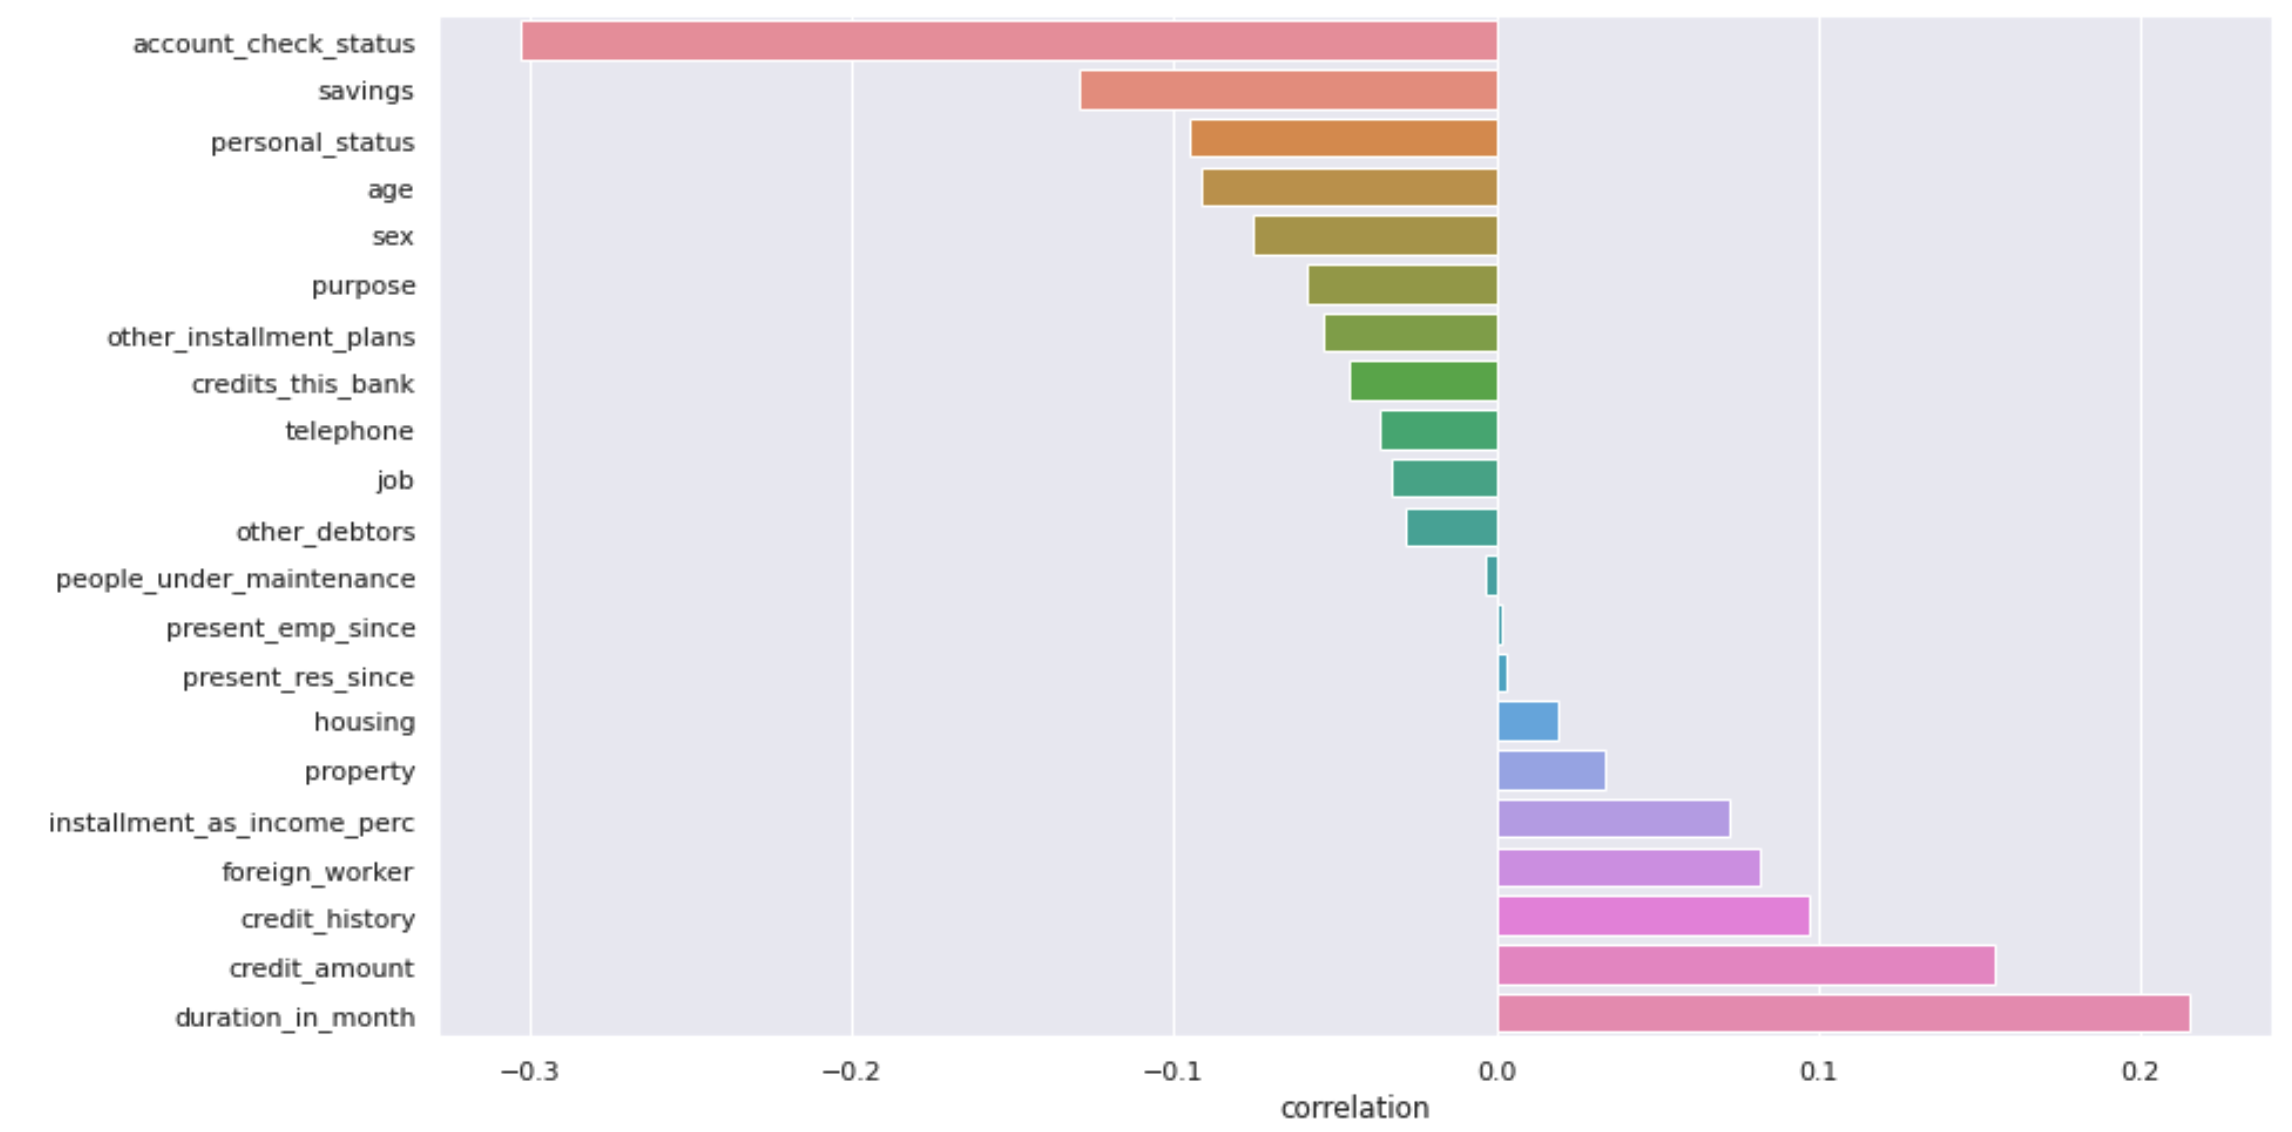 account_check_status
savings
personal_status
age
sex
purpose
other_installment_plans
credits_this_bank
telephone
job
other_debtors
people_under_maintenance
present_emp_since
present_res_since
housing
property
installment_as_income_perc
foreign_worker
credit_history
credit_amount
duration_in_month
−0.3 −0.2 −0.1 0.0 0.1 0.2
correlation